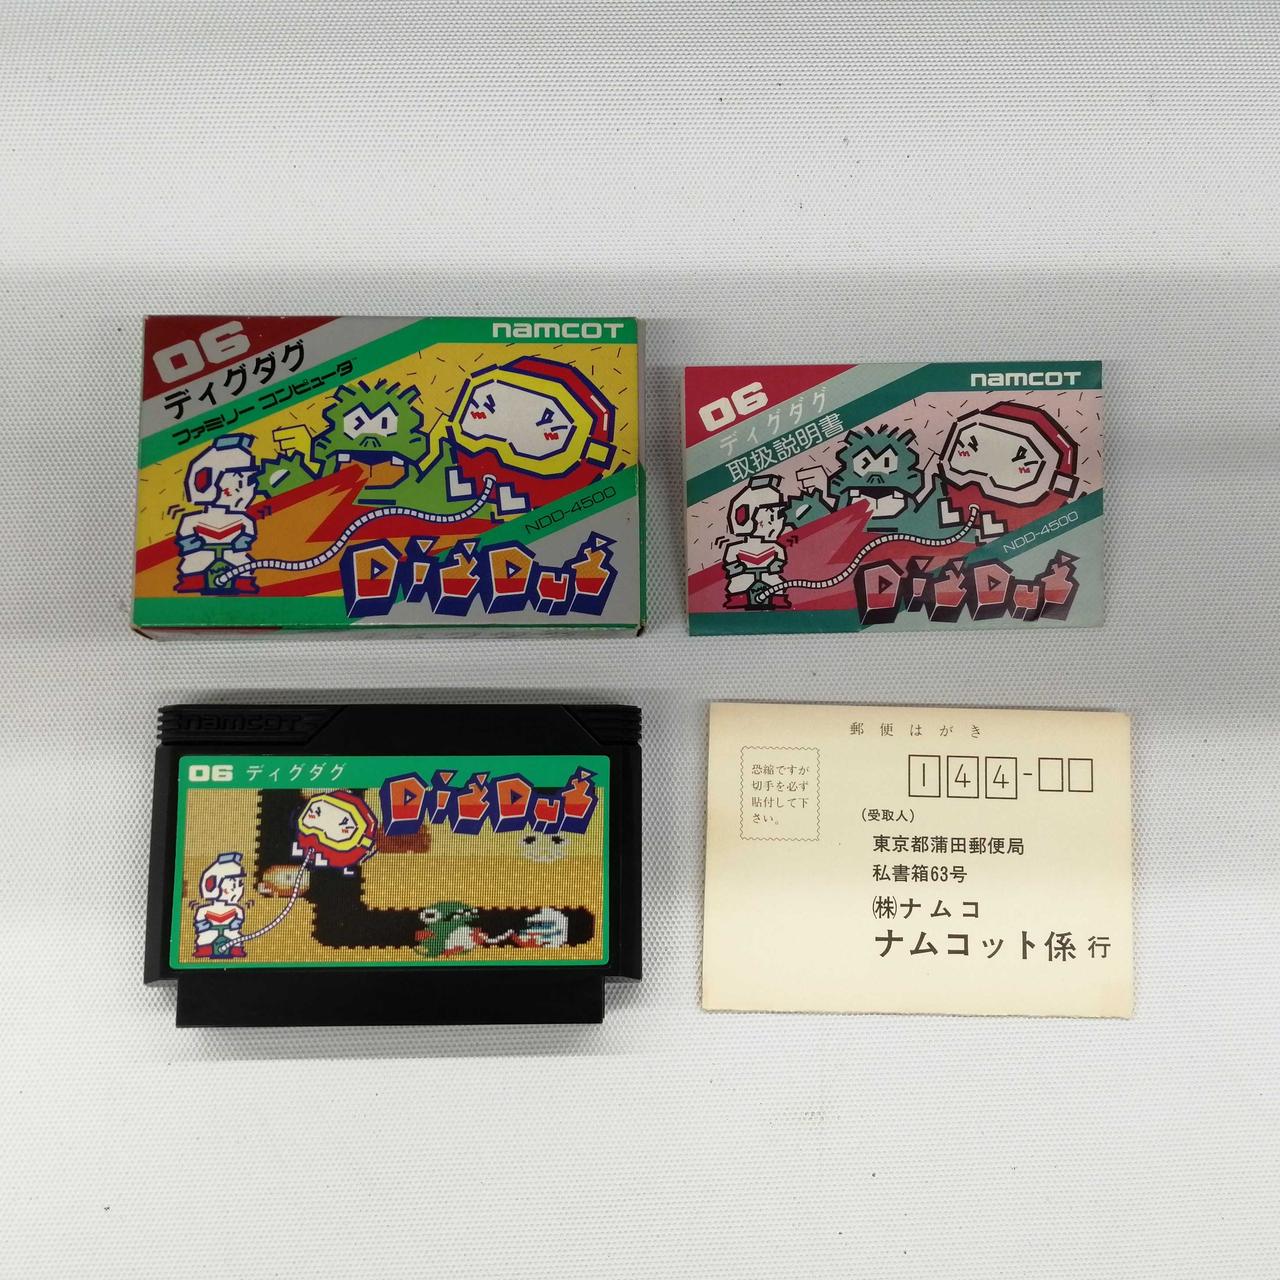 06
ディグダグ
ファミリーコンピュータ
namcot
NDD-4500
DigDug
06
ディグダグ
取扱説明書
namcot
NDD-4500
DigDug
namcot
06 ディグダグ
DigDug
郵便はがき
恐縮ですが
切手を必ず
貼付して下
さい。
144-
(受取人)
東京都蒲田郵便局
私書箱63号
㈱ナムコ
ナムコット係 行